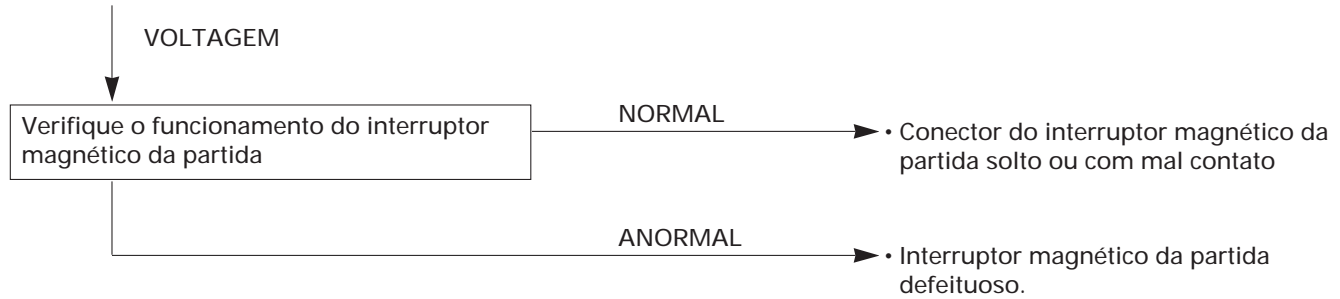 VOLTAGEM
Verifique o funcionamento do interruptor
magnético da partida
NORMAL
• Conector do interruptor magnético da
partida solto ou com mal contato
ANORMAL
• Interruptor magnético da partida
defeituoso.